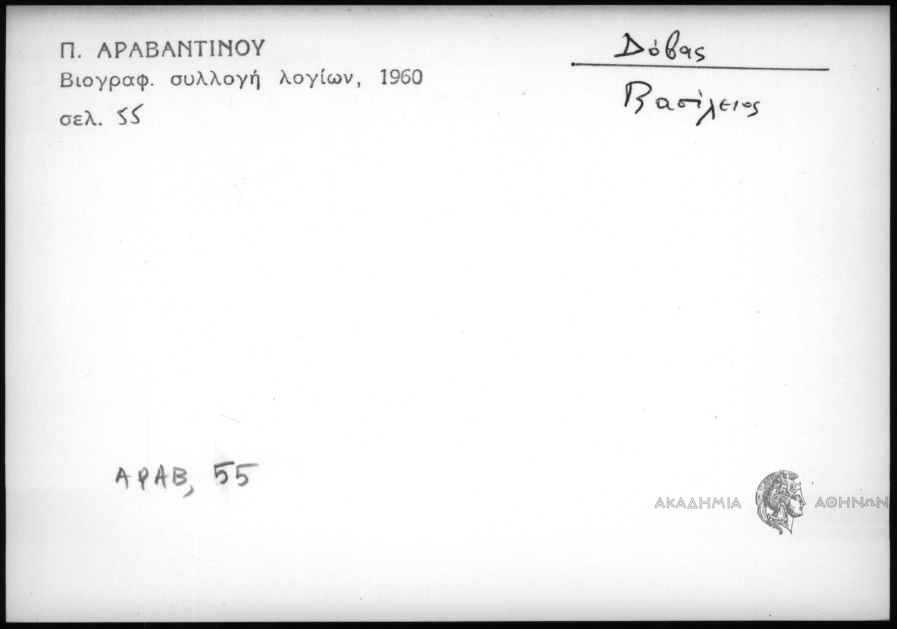 Π. ΑΡΑΒΑΝΤΙΝΟΥ
Βιογραφ. συλλογή λογίων, 1960
σελ. 55
Δόβας
Βασίλειος
ΑΡΑΒ, 55
ΑΚΑΔΗΜΙΑ ΑΘΗΝΩΝ